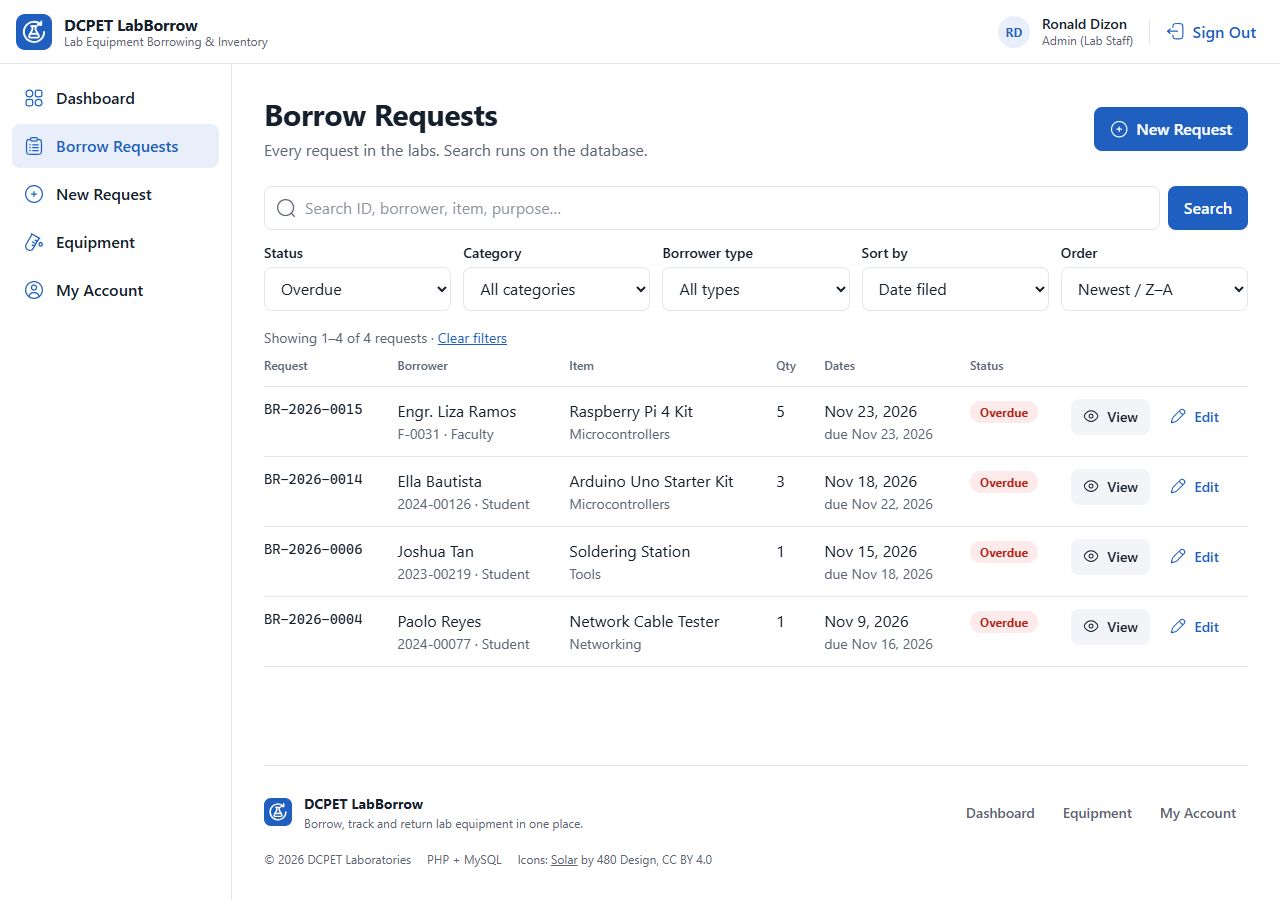 DCPET LabBorrow
Lab Equipment Borrowing & Inventory
RD
Ronald Dizon
Admin (Lab Staff)
Sign Out
Dashboard
Borrow Requests
New Request
Equipment
My Account
Borrow Requests
Every request in the labs. Search runs on the database.
New Request
Search ID, borrower, item, purpose...
Search
Status Category Borrower type Sort by Order
Overdue All categories All types Date filed Newest / Z–A
Showing 1–4 of 4 requests · Clear filters
Request Borrower Item Qty Dates Status
BR-2026-0015 Engr. Liza Ramos Raspberry Pi 4 Kit 5 Nov 23, 2026 Overdue View Edit
F-0031 · Faculty Microcontrollers due Nov 23, 2026
BR-2026-0014 Ella Bautista Arduino Uno Starter Kit 3 Nov 18, 2026 Overdue View Edit
2024-00126 · Student Microcontrollers due Nov 22, 2026
BR-2026-0006 Joshua Tan Soldering Station 1 Nov 15, 2026 Overdue View Edit
2023-00219 · Student Tools due Nov 18, 2026
BR-2026-0004 Paolo Reyes Network Cable Tester 1 Nov 9, 2026 Overdue View Edit
2024-00077 · Student Networking due Nov 16, 2026
DCPET LabBorrow
Borrow, track and return lab equipment in one place.
Dashboard Equipment My Account
© 2026 DCPET Laboratories PHP + MySQL Icons: Solar by 480 Design, CC BY 4.0